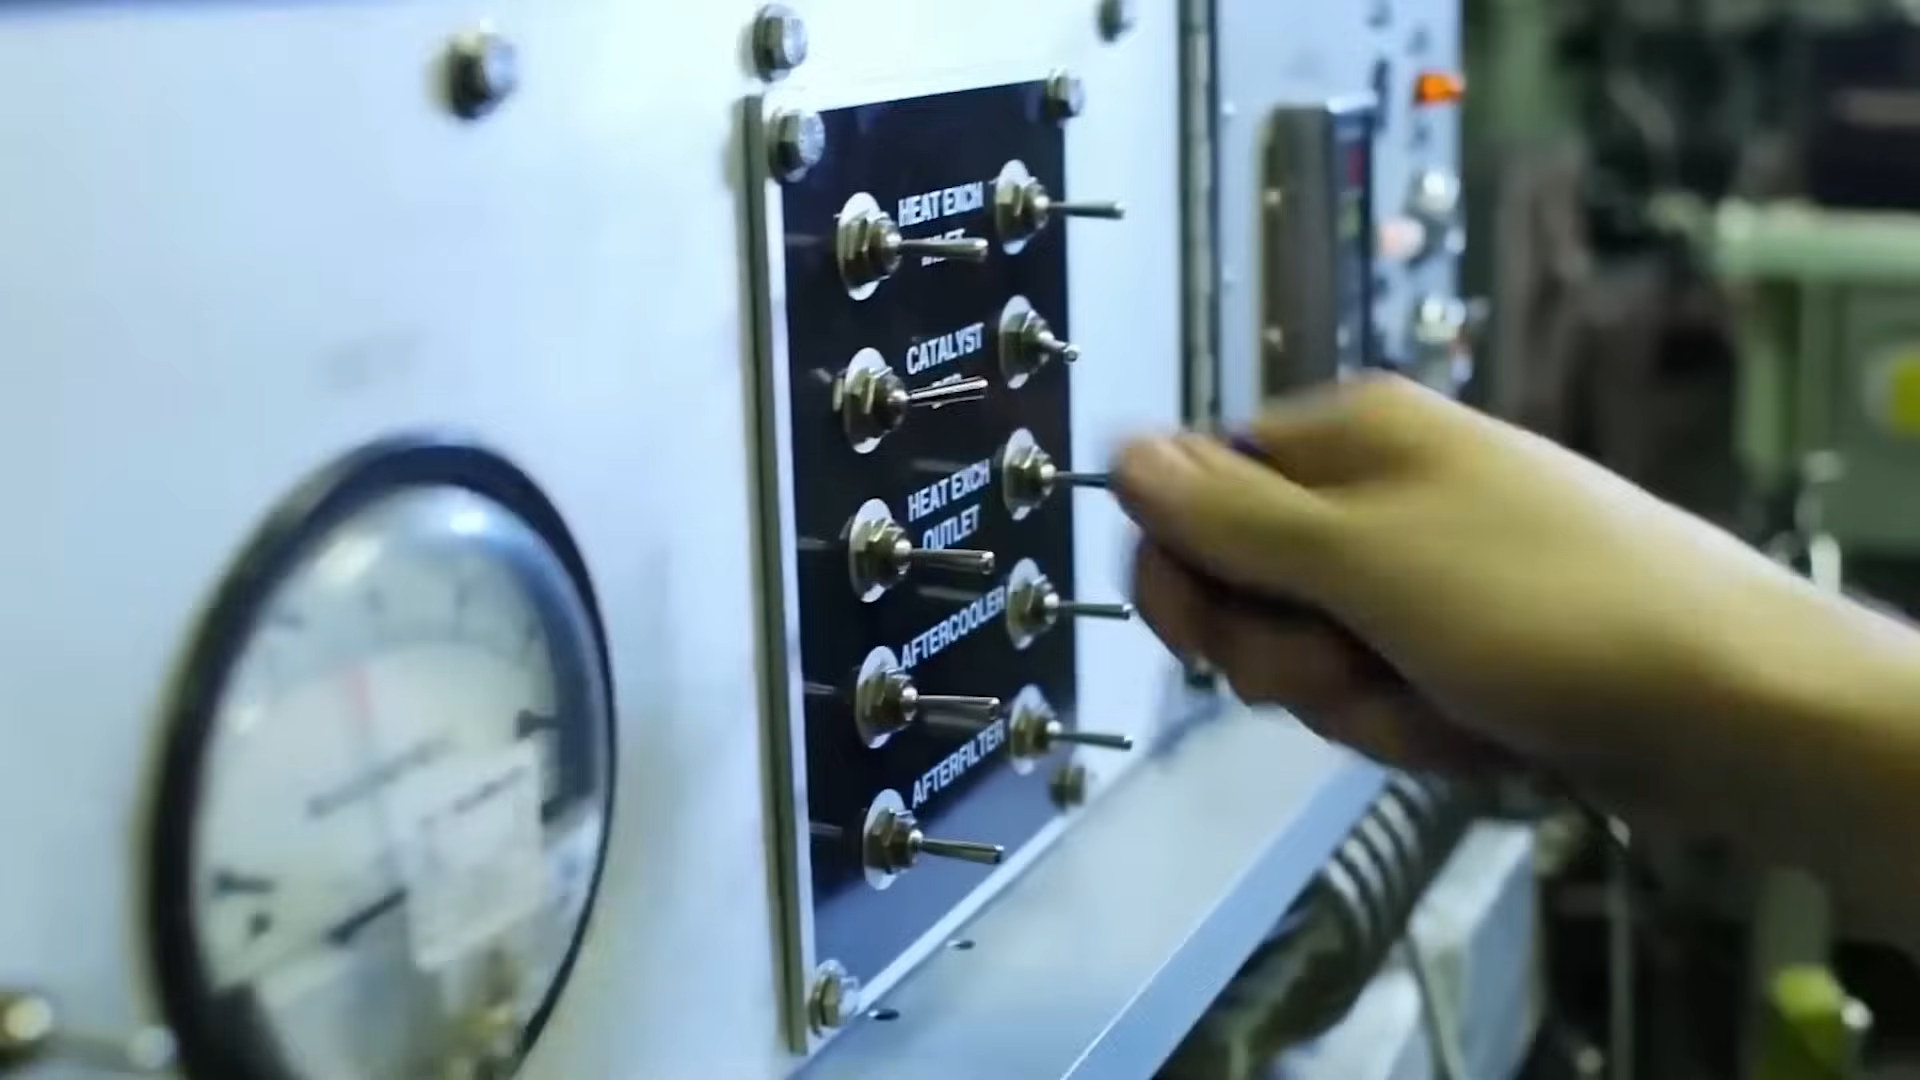 HEAT EXCH
CATALYST
HEAT EXCH
OUTLET
AFTERCOOLER
AFTERFILTER